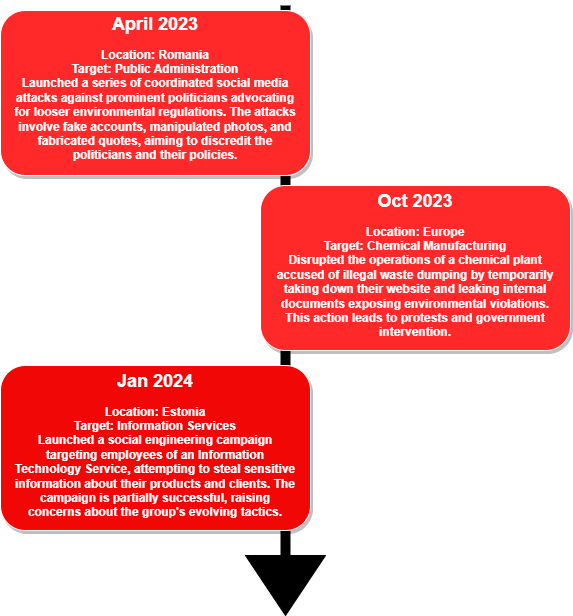 April 2023
Location: Romania
Target: Public Administration
Launched a series of coordinated social media
attacks against prominent politicians advocating
for looser environmental regulations. The attacks
involve fake accounts, manipulated photos, and
fabricated quotes, aiming to discredit the
politicians and their policies.
Oct 2023
Location: Europe
Target: Chemical Manufacturing
Disrupted the operations of a chemical plant
accused of illegal waste dumping by temporarily
taking down their website and leaking internal
documents exposing environmental violations.
This action leads to protests and government
intervention.
Jan 2024
Location: Estonia
Target: Information Services
Launched a social engineering campaign
targeting employees of an Information
Technology Service, attempting to steal sensitive
information about their products and clients. The
campaign is partially successful, raising
concerns about the group's evolving tactics.